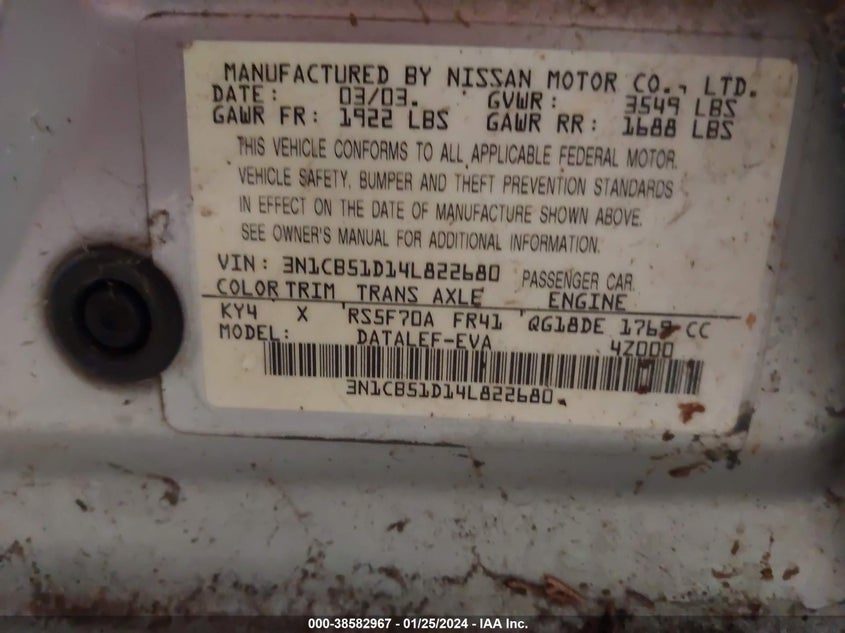 MANUFACTURED BY NISSAN MOTOR CO., LTD.
DATE: 03/03. GVWR: 3549 LBS
GAWR FR: 1922 LBS GAWR RR: 1688 LBS
THIS VEHICLE CONFORMS TO ALL APPLICABLE FEDERAL MOTOR
VEHICLE SAFETY, BUMPER AND THEFT PREVENTION STANDARDS
IN EFFECT ON THE DATE OF MANUFACTURE SHOWN ABOVE.
SEE OWNER'S MANUAL FOR ADDITIONAL INFORMATION.
VIN: 3N1CB51D14L822680 PASSENGER CAR
COLOR TRIM TRANS AXLE ENGINE
KY4 X RS5F70A FR41 QG18DE 1769 CC
MODEL: DATALEF-EVA 4Z000
3N1CB51D14L822680
000-38582967 - 01/25/2024 - IAA Inc.